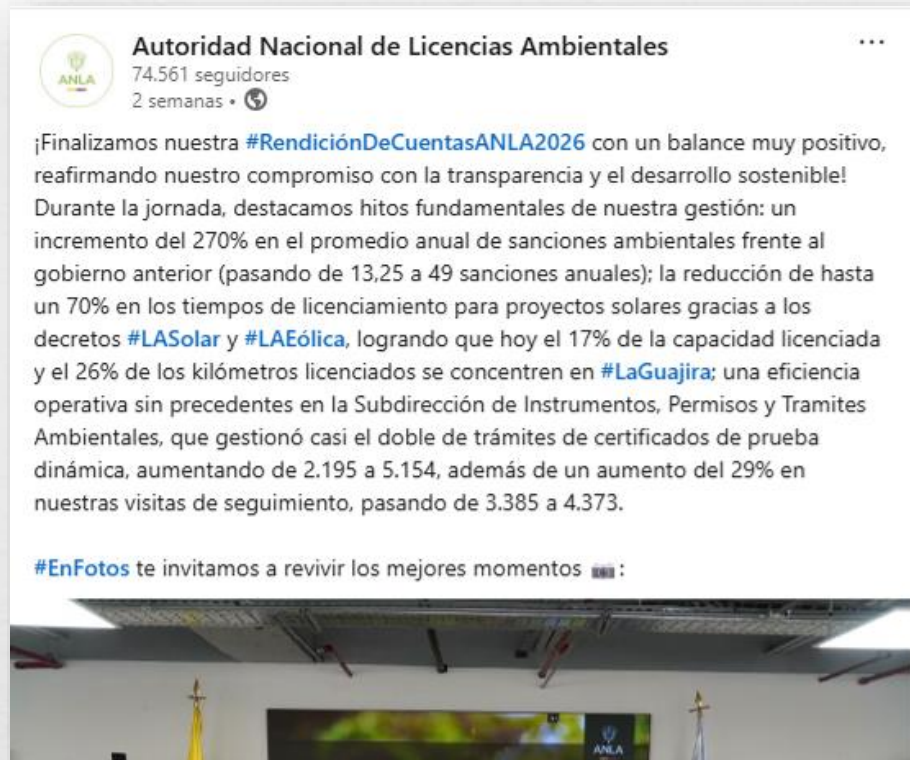 Autoridad Nacional de Licencias Ambientales
74.561 seguidores
2 semanas •
ANLA
¡Finalizamos nuestra #RendiciónDeCuentasANLA2026 con un balance muy positivo,
reafirmando nuestro compromiso con la transparencia y el desarrollo sostenible!
Durante la jornada, destacamos hitos fundamentales de nuestra gestión: un
incremento del 270% en el promedio anual de sanciones ambientales frente al
gobierno anterior (pasando de 13,25 a 49 sanciones anuales); la reducción de hasta
un 70% en los tiempos de licenciamiento para proyectos solares gracias a los
decretos #LASolar y #LAEólica, logrando que hoy el 17% de la capacidad licenciada
y el 26% de los kilómetros licenciados se concentren en #LaGuajira; una eficiencia
operativa sin precedentes en la Subdirección de Instrumentos, Permisos y Tramites
Ambientales, que gestionó casi el doble de trámites de certificados de prueba
dinámica, aumentando de 2.195 a 5.154, además de un aumento del 29% en
nuestras visitas de seguimiento, pasando de 3.385 a 4.373.
#EnFotos te invitamos a revivir los mejores momentos 📷:
ANLA